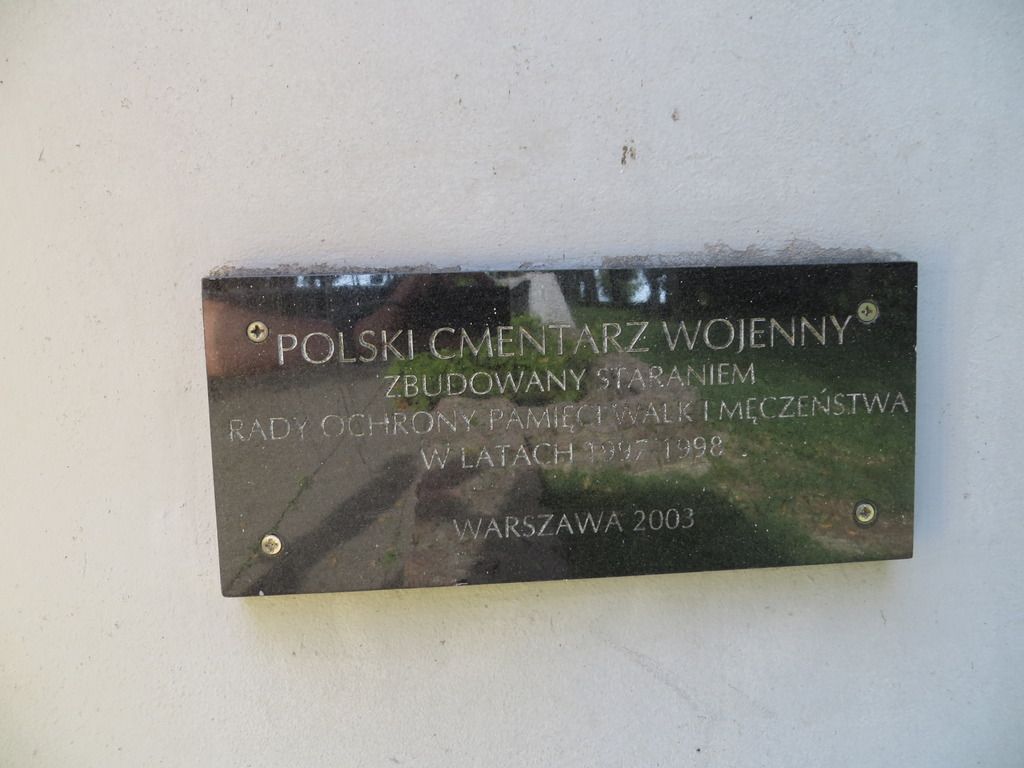 POLSKI CMENTARZ WOJENNY
ZBUDOWANY STARANIEM
RADY OCHRONY PAMIĘCI WALK I MĘCZEŃSTWA
W LATACH 1997-1998
WARSZAWA 2003